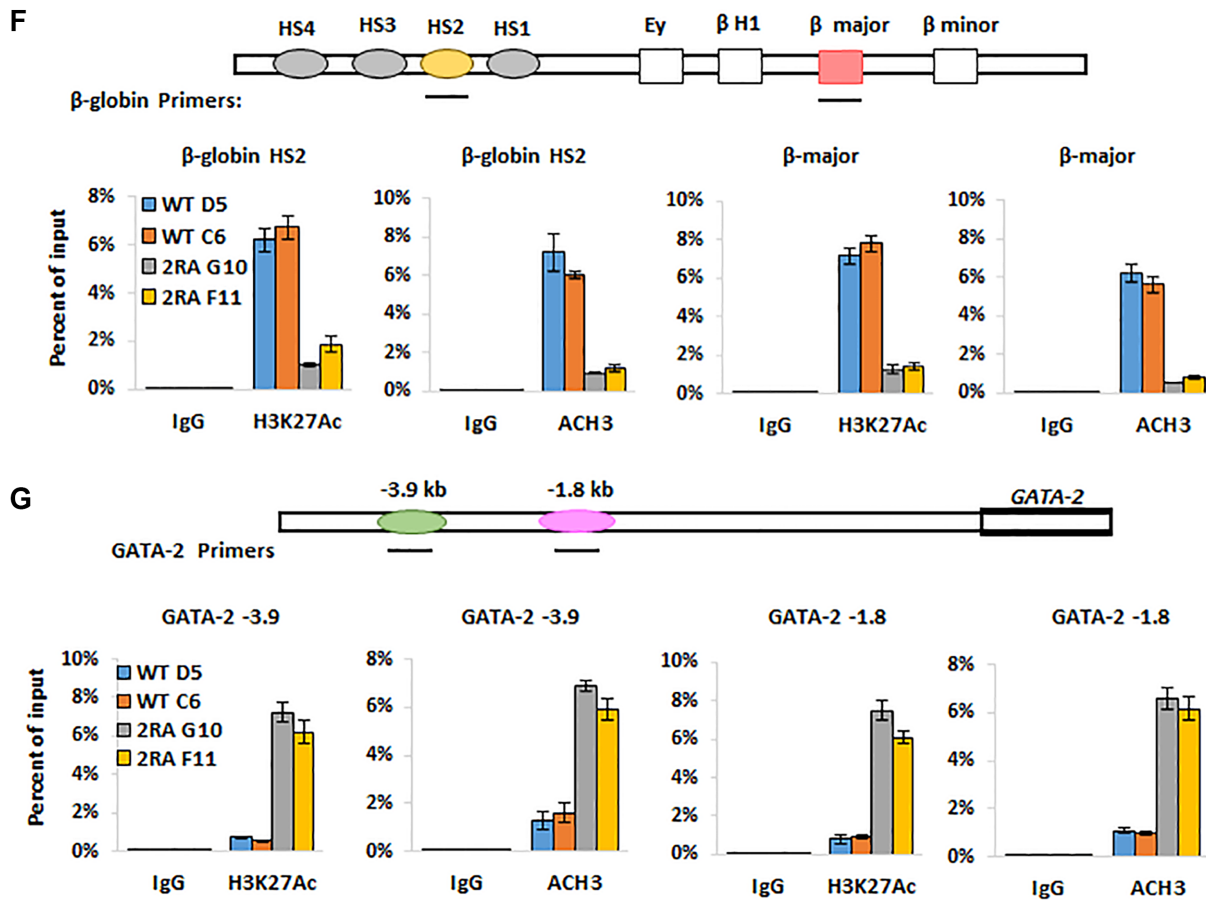 F
HS4 HS3 HS2 HS1 Ey β H1 β major β minor
β-globin Primers:
β-globin HS2 β-globin HS2 β-major β-major
Percent of input
8%
6%
4%
2%
0%
WT D5
WT C6
2RA G10
2RA F11
IgG H3K27Ac
10%
8%
6%
4%
2%
0%
IgG ACH3
10%
8%
6%
4%
2%
0%
IgG H3K27Ac
10%
8%
6%
4%
2%
0%
IgG ACH3
G
-3.9 kb -1.8 kb GATA-2
GATA-2 Primers
GATA-2 -3.9 GATA-2 -3.9 GATA-2 -1.8 GATA-2 -1.8
Percent of input
10%
8%
6%
4%
2%
0%
WT D5
WT C6
2RA G10
2RA F11
IgG H3K27Ac
8%
6%
4%
2%
0%
IgG ACH3
10%
8%
6%
4%
2%
0%
IgG H3K27Ac
8%
6%
4%
2%
0%
IgG ACH3